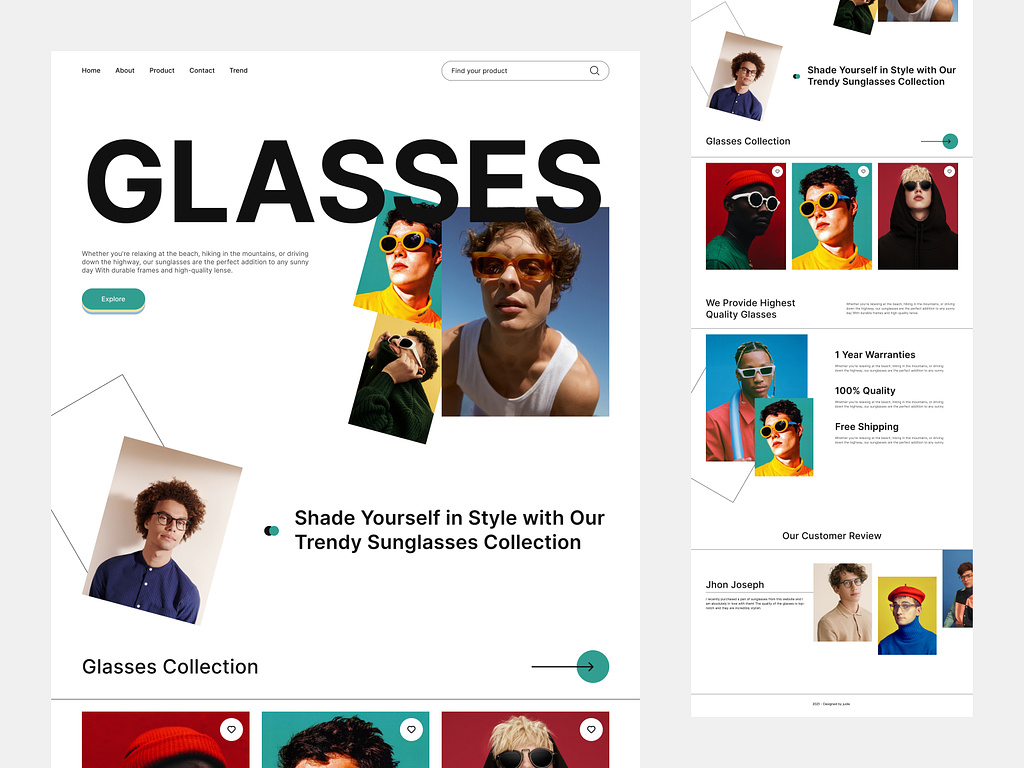 Home About Product Contact Trend
Find your product
GLASSES
Whether you're relaxing at the beach, hiking in the mountains, or driving
down the highway, our sunglasses are the perfect addition to any sunny
day With durable frames and high-quality lense.
Explore
Shade Yourself in Style with Our
Trendy Sunglasses Collection
Glasses Collection
Shade Yourself in Style with Our
Trendy Sunglasses Collection
Glasses Collection
We Provide Highest
Quality Glasses
Whether you're relaxing at the beach, hiking in the mountains, or driving
down the highway, our sunglasses are the perfect addition to any sunny
day With durable frames and high-quality lense.
1 Year Warranties
Whether you're relaxing at the beach, hiking in the mountains, or driving
down the highway, our sunglasses are the perfect addition to any sunny
100% Quality
Whether you're relaxing at the beach, hiking in the mountains, or driving
down the highway, our sunglasses are the perfect addition to any sunny
Free Shipping
Whether you're relaxing at the beach, hiking in the mountains, or driving
down the highway, our sunglasses are the perfect addition to any sunny
Our Customer Review
Jhon Joseph
I recently purchased a pair of sunglasses from this website and I
am absolutely in love with them! The quality of the glasses is top-
notch and they are incredibly stylish.
2021 - Designed by